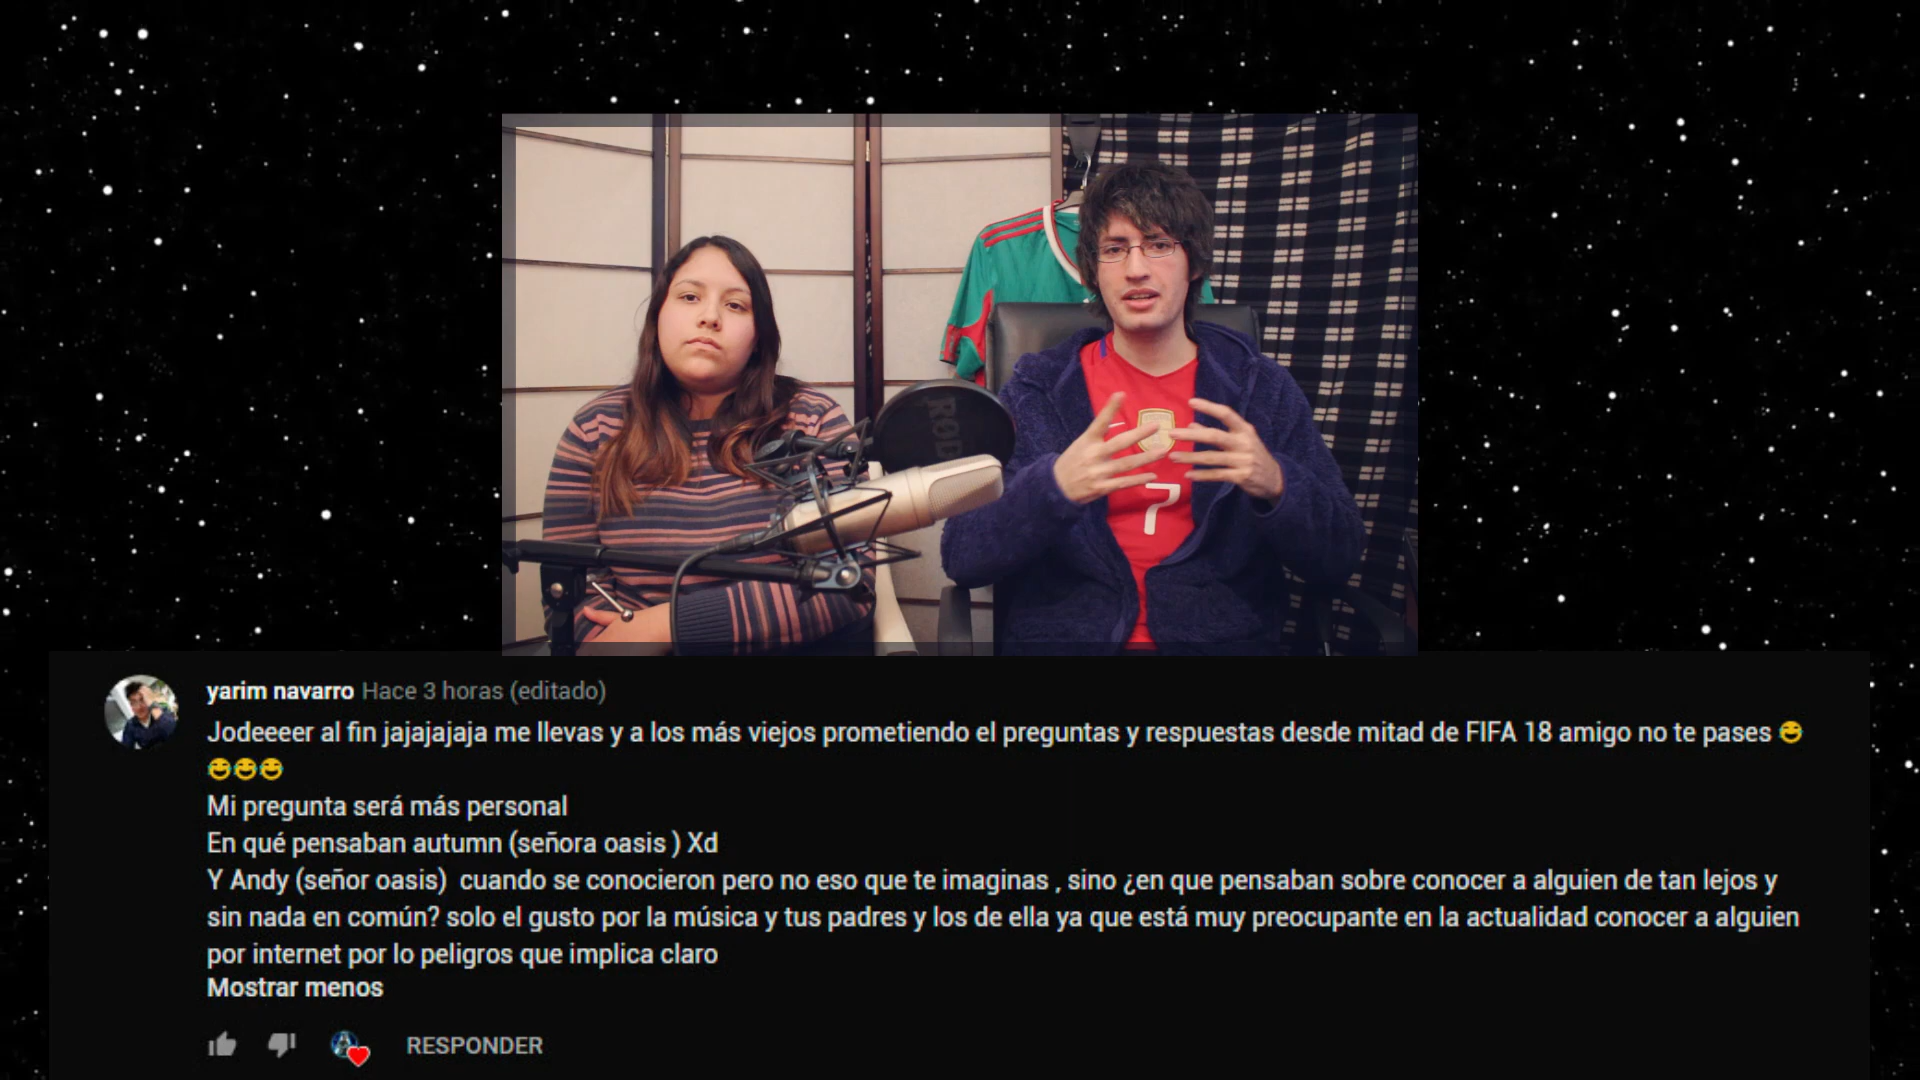 RODE
7
yarim navarro Hace 3 horas (editado)
Jodeeeer al fin jajajajaja me llevas y a los más viejos prometiendo el preguntas y respuestas desde mitad de FIFA 18 amigo no te pases 😂
😂😂😂
Mi pregunta será más personal
En qué pensaban autumn (señora oasis ) Xd
Y Andy (señor oasis)  cuando se conocieron pero no eso que te imaginas , sino ¿en que pensaban sobre conocer a alguien de tan lejos y
sin nada en común? solo el gusto por la música y tus padres y los de ella ya que está muy preocupante en la actualidad conocer a alguien
por internet por lo peligros que implica claro
Mostrar menos
RESPONDER